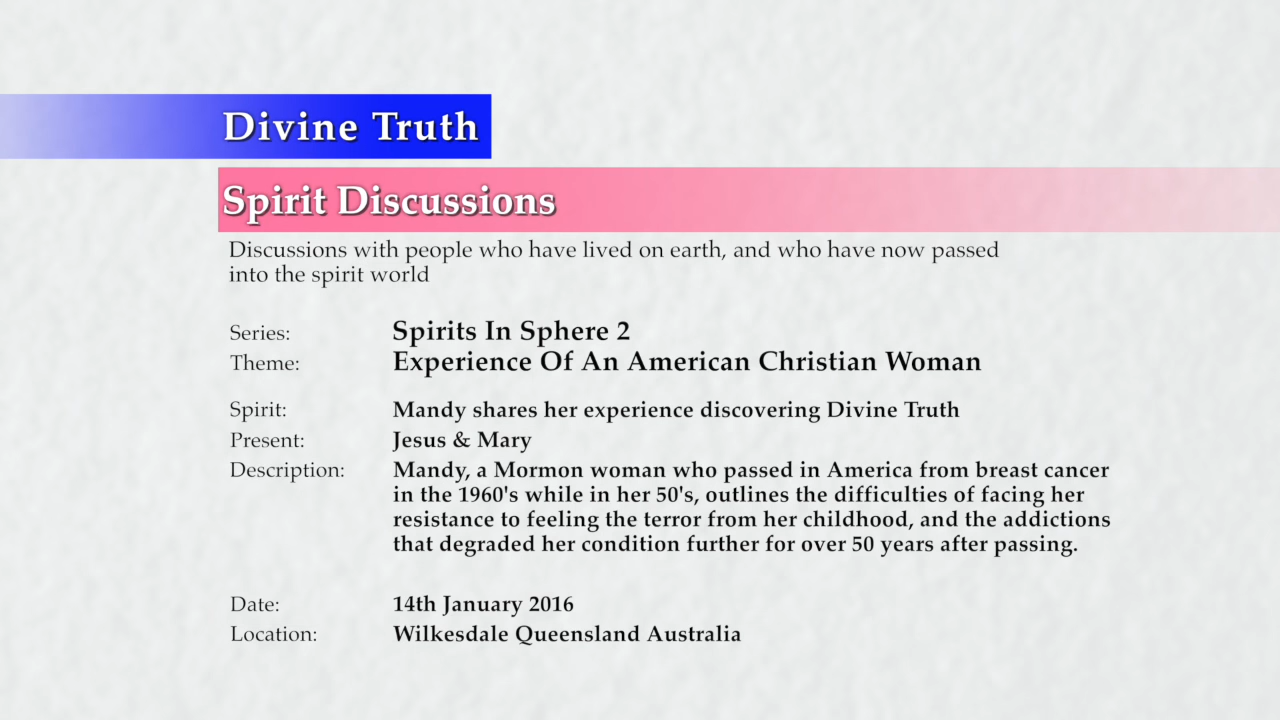 Divine Truth
Spirit Discussions
Discussions with people who have lived on earth, and who have now passed
into the spirit world
Series: Spirits In Sphere 2
Theme: Experience Of An American Christian Woman
Spirit: Mandy shares her experience discovering Divine Truth
Present: Jesus & Mary
Description: Mandy, a Mormon woman who passed in America from breast cancer
in the 1960's while in her 50's, outlines the difficulties of facing her
resistance to feeling the terror from her childhood, and the addictions
that degraded her condition further for over 50 years after passing.
Date: 14th January 2016
Location: Wilkesdale Queensland Australia